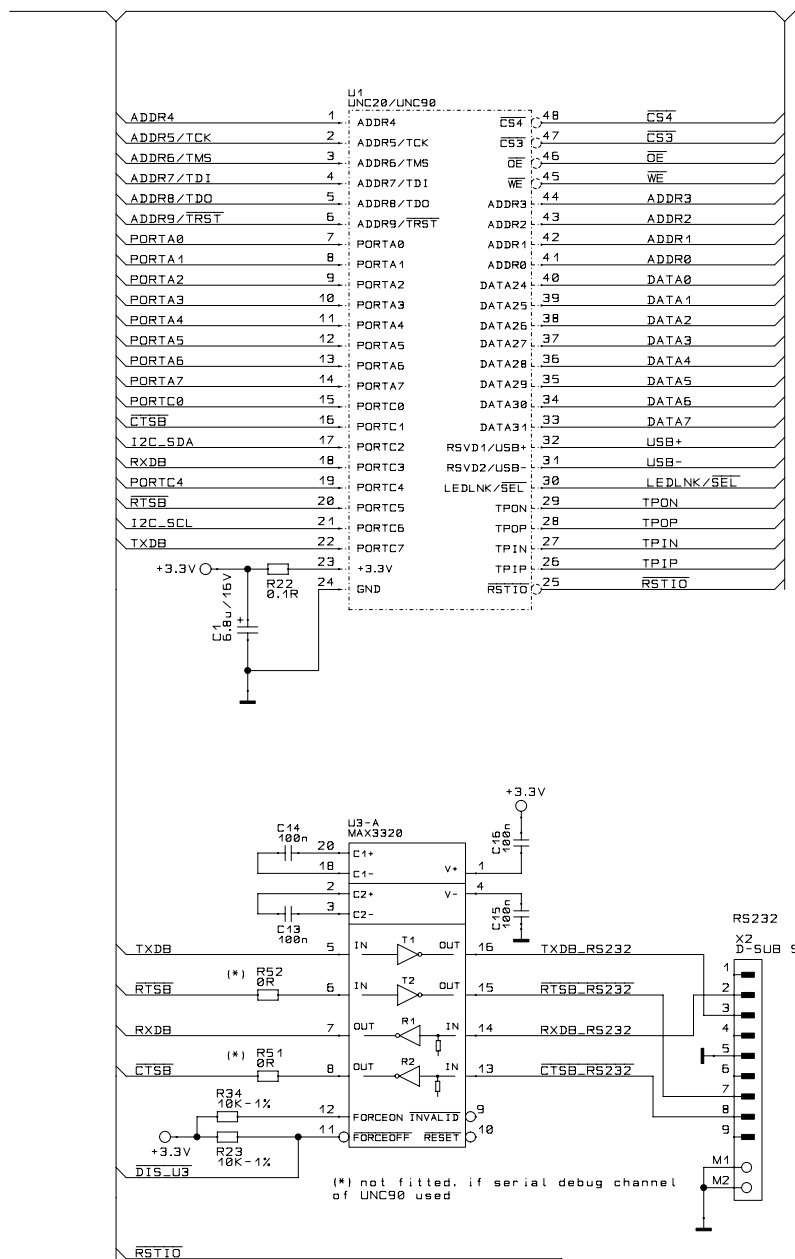 U1
UNC20/UNC90
ADDR4 1 ADDR4 CS4 48 CS4
ADDR5/TCK 2 ADDR5/TCK CS3 47 CS3
ADDR6/TMS 3 ADDR6/TMS OE 46 OE
ADDR7/TDI 4 ADDR7/TDI WE 45 WE
ADDR8/TDO 5 ADDR8/TDO ADDR3 44 ADDR3
ADDR9/TRST 6 ADDR9/TRST ADDR2 43 ADDR2
PORTA0 7 PORTA0 ADDR1 42 ADDR1
PORTA1 8 PORTA1 ADDR0 41 ADDR0
PORTA2 9 PORTA2 DATA24 40 DATA0
PORTA3 10 PORTA3 DATA25 39 DATA1
PORTA4 11 PORTA4 DATA26 38 DATA2
PORTA5 12 PORTA5 DATA27 37 DATA3
PORTA6 13 PORTA6 DATA28 36 DATA4
PORTA7 14 PORTA7 DATA29 35 DATA5
PORTC0 15 PORTC0 DATA30 34 DATA6
CTSB 16 PORTC1 DATA31 33 DATA7
I2C_SDA 17 PORTC2 RSVD1/USB+ 32 USB+
RXDB 18 PORTC3 RSVD2/USB- 31 USB-
PORTC4 19 PORTC4 LEDLNK/SEL 30 LEDLNK/SEL
RTSB 20 PORTC5 TPON 29 TPON
I2C_SCL 21 PORTC6 TPOP 28 TPOP
TXDB 22 PORTC7 TPIN 27 TPIN
+3.3V 23 +3.3V TPIP 26 TPIP
R22
0.1R
24 GND RSTIO 25 RSTIO
C1
6.8u/16V
+
+3.3V
U3-A
MAX3320
C14
100n
C16
100n
20 C1+
18 C1- V+ 1
2 C2+ V- 4
3 C2-
C13
100n
C15
100n
RS232
X2
D-SUB 9
TXDB 5 IN T1 OUT 16 TXDB_RS232
(*) R52
0R
RTSB 6 IN T2 OUT 15 RTSB_RS232
RXDB 7 OUT R1 IN 14 RXDB_RS232
(*) R51
0R
CTSB 8 OUT R2 IN 13 CTSB_RS232
1
2
3
4
5
6
7
8
9
M1
M2
R34
10K-1%
12 FORCEON INVALID 9
11 FORCEOFF RESET 10
+3.3V
R23
10K-1%
DIS_U3
(*) not fitted, if serial debug channel
of UNC90 used
RSTIO